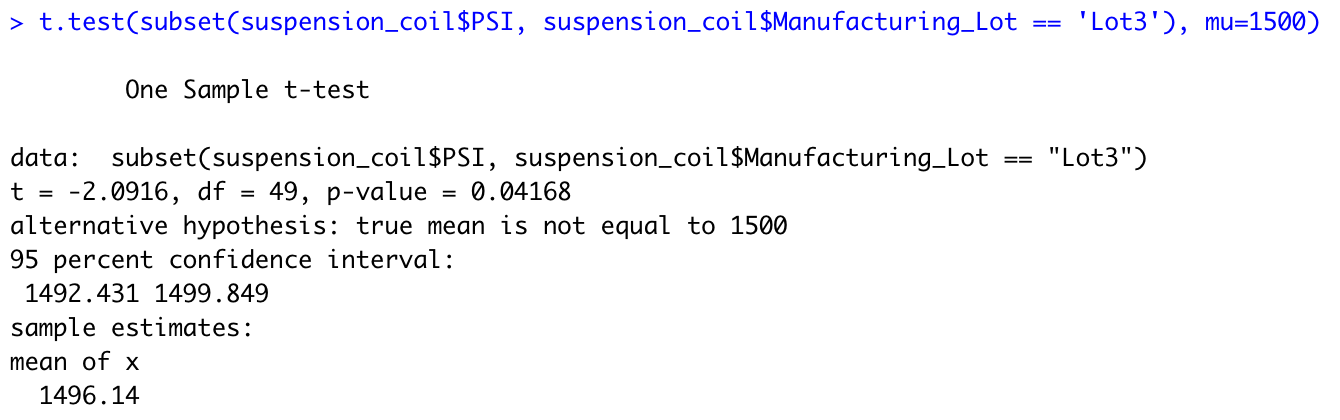 > t.test(subset(suspension_coil$PSI, suspension_coil$Manufacturing_Lot == 'Lot3'), mu=1500)
One Sample t-test
data:  subset(suspension_coil$PSI, suspension_coil$Manufacturing_Lot == "Lot3")
t = -2.0916, df = 49, p-value = 0.04168
alternative hypothesis: true mean is not equal to 1500
95 percent confidence interval:
1492.431 1499.849
sample estimates:
mean of x
1496.14